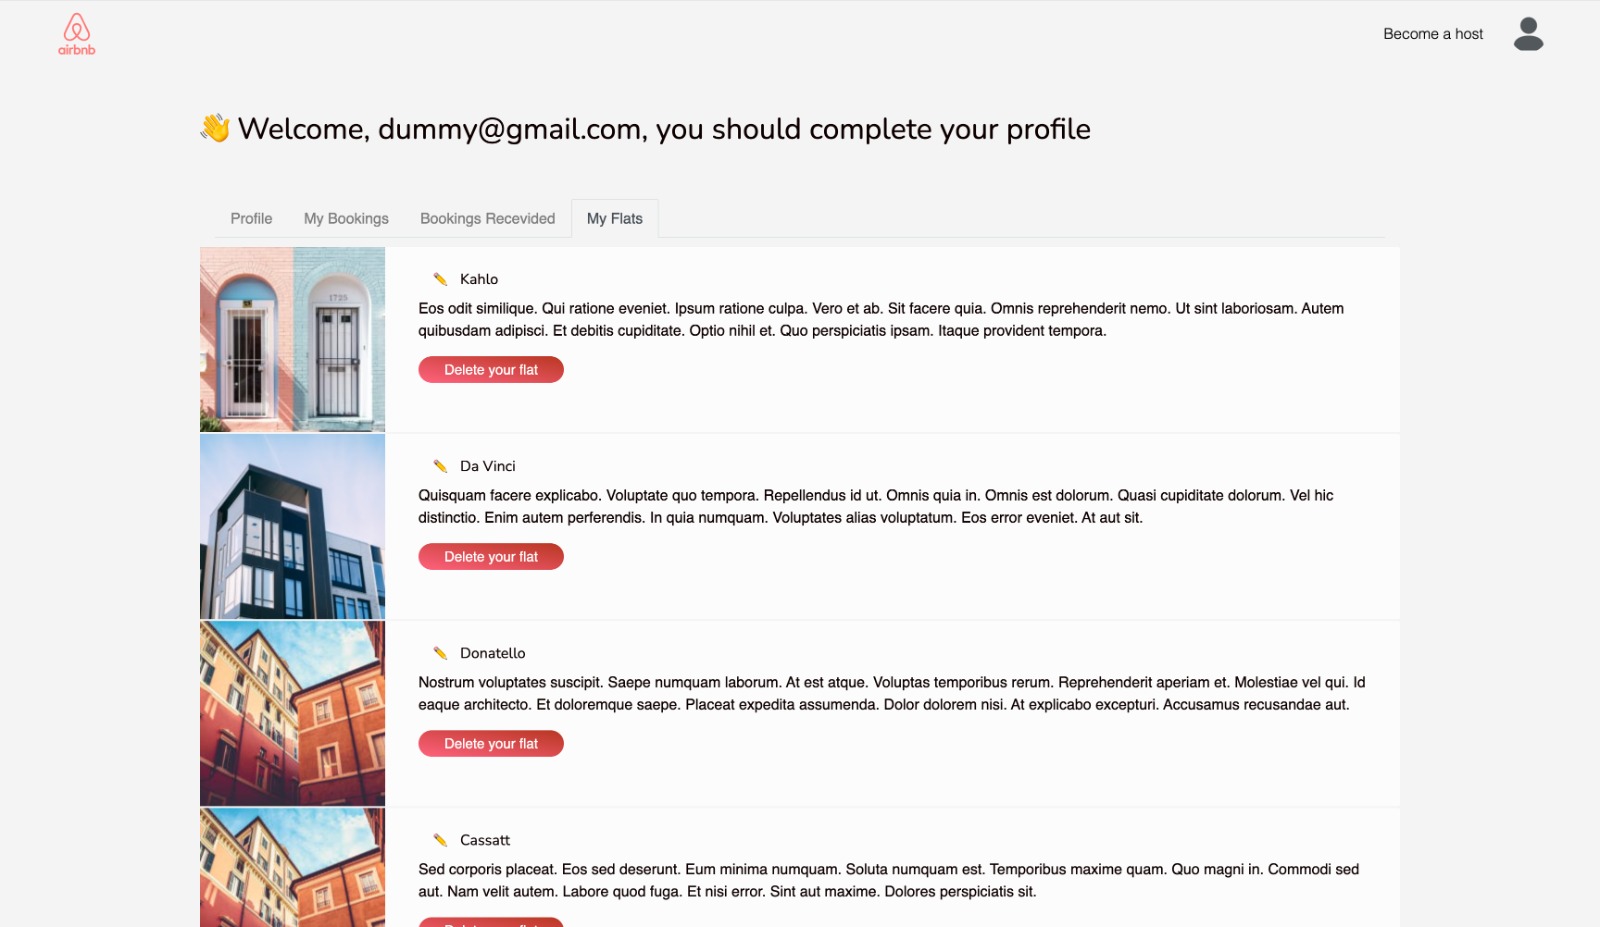 airbnb
Become a host
👋 Welcome, dummy@gmail.com, you should complete your profile
Profile
My Bookings
Bookings Recevided
My Flats
1725
✏️ Kahlo
Eos odit similique. Qui ratione eveniet. Ipsum ratione culpa. Vero et ab. Sit facere quia. Omnis reprehenderit nemo. Ut sint laboriosam. Autem
quibusdam adipisci. Et debitis cupiditate. Optio nihil et. Quo perspiciatis ipsam. Itaque provident tempora.
Delete your flat
✏️ Da Vinci
Quisquam facere explicabo. Voluptate quo tempora. Repellendus id ut. Omnis quia in. Omnis est dolorum. Quasi cupiditate dolorum. Vel hic
distinctio. Enim autem perferendis. In quia numquam. Voluptates alias voluptatum. Eos error eveniet. At aut sit.
Delete your flat
✏️ Donatello
Nostrum voluptates suscipit. Saepe numquam laborum. At est atque. Voluptas temporibus rerum. Reprehenderit aperiam et. Molestiae vel qui. Id
eaque architecto. Et doloremque saepe. Placeat expedita assumenda. Dolor dolorem nisi. At explicabo excepturi. Accusamus recusandae aut.
Delete your flat
✏️ Cassatt
Sed corporis placeat. Eos sed deserunt. Eum minima numquam. Soluta numquam est. Temporibus maxime quam. Quo magni in. Commodi sed
aut. Nam velit autem. Labore quod fuga. Et nisi error. Sint aut maxime. Dolores perspiciatis sit.